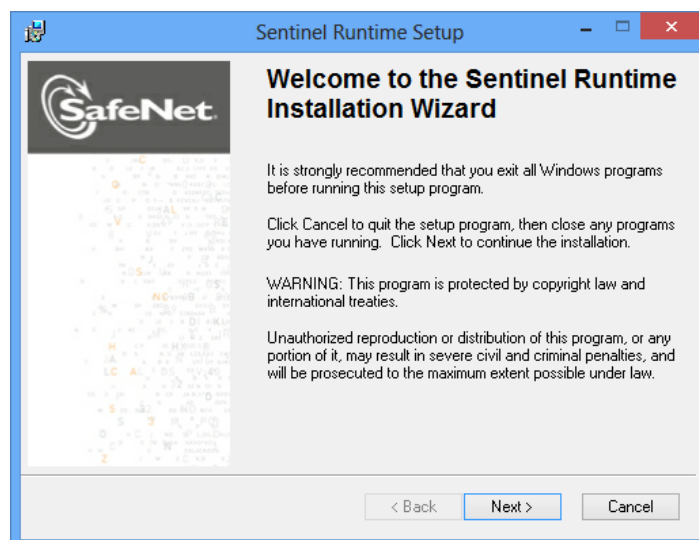 Sentinel Runtime Setup
SafeNet.
Welcome to the Sentinel Runtime
Installation Wizard
It is strongly recommended that you exit all Windows programs
before running this setup program.
Click Cancel to quit the setup program, then close any programs
you have running. Click Next to continue the installation.
WARNING: This program is protected by copyright law and
international treaties.
Unauthorized reproduction or distribution of this program, or any
portion of it, may result in severe civil and criminal penalties, and
will be prosecuted to the maximum extent possible under law.
< Back
Next >
Cancel